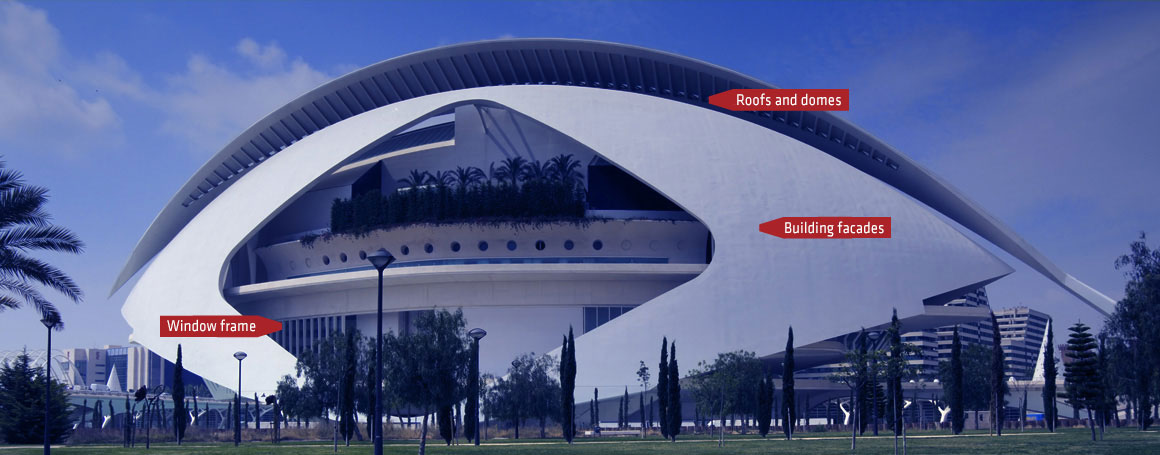 Roofs and domes
Building facades
Window frame